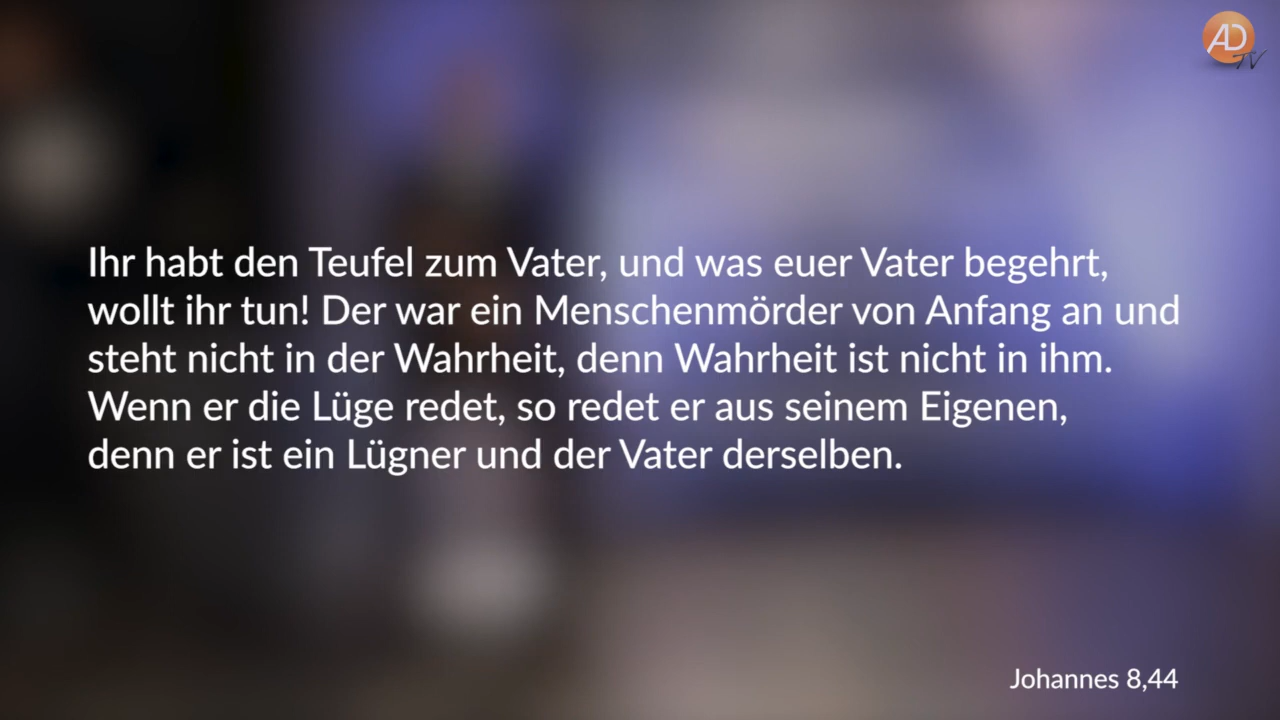 AD
TV
Ihr habt den Teufel zum Vater, und was euer Vater begehrt,
wollt ihr tun! Der war ein Menschenmörder von Anfang an und
steht nicht in der Wahrheit, denn Wahrheit ist nicht in ihm.
Wenn er die Lüge redet, so redet er aus seinem Eigenen,
denn er ist ein Lügner und der Vater derselben.
Johannes 8,44